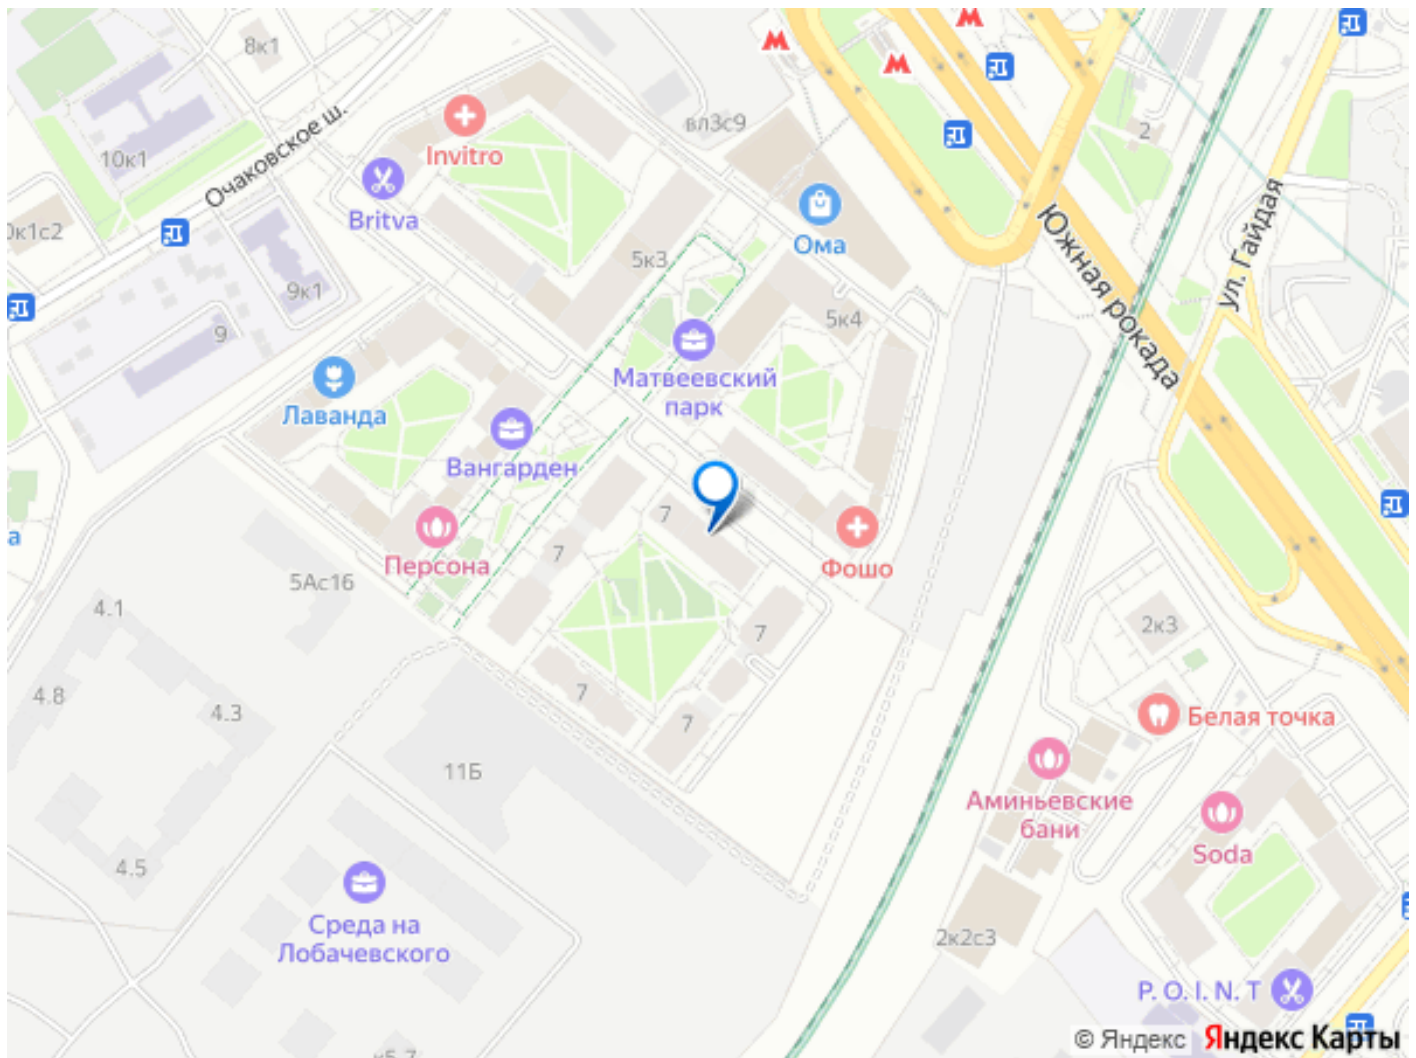 8к1
вл3с9
2
10к1
Очаковское ш.
Invitro
Britva
Ома
Южная рокада
ул. Гайдая
9к1
5к3
5к4
9
Матвеевский
парк
Лаванда
Вангарден
7
Персона
7
Фошо
5Ас16
4.1
2к3
7
4.8
4.3
7
7
Белая точка
11Б
Аминьевские
бани
Soda
4.5
Среда на
Лобачевского
2к2с3
P. O. I. N. T
© Яндекс Яндекс Карты